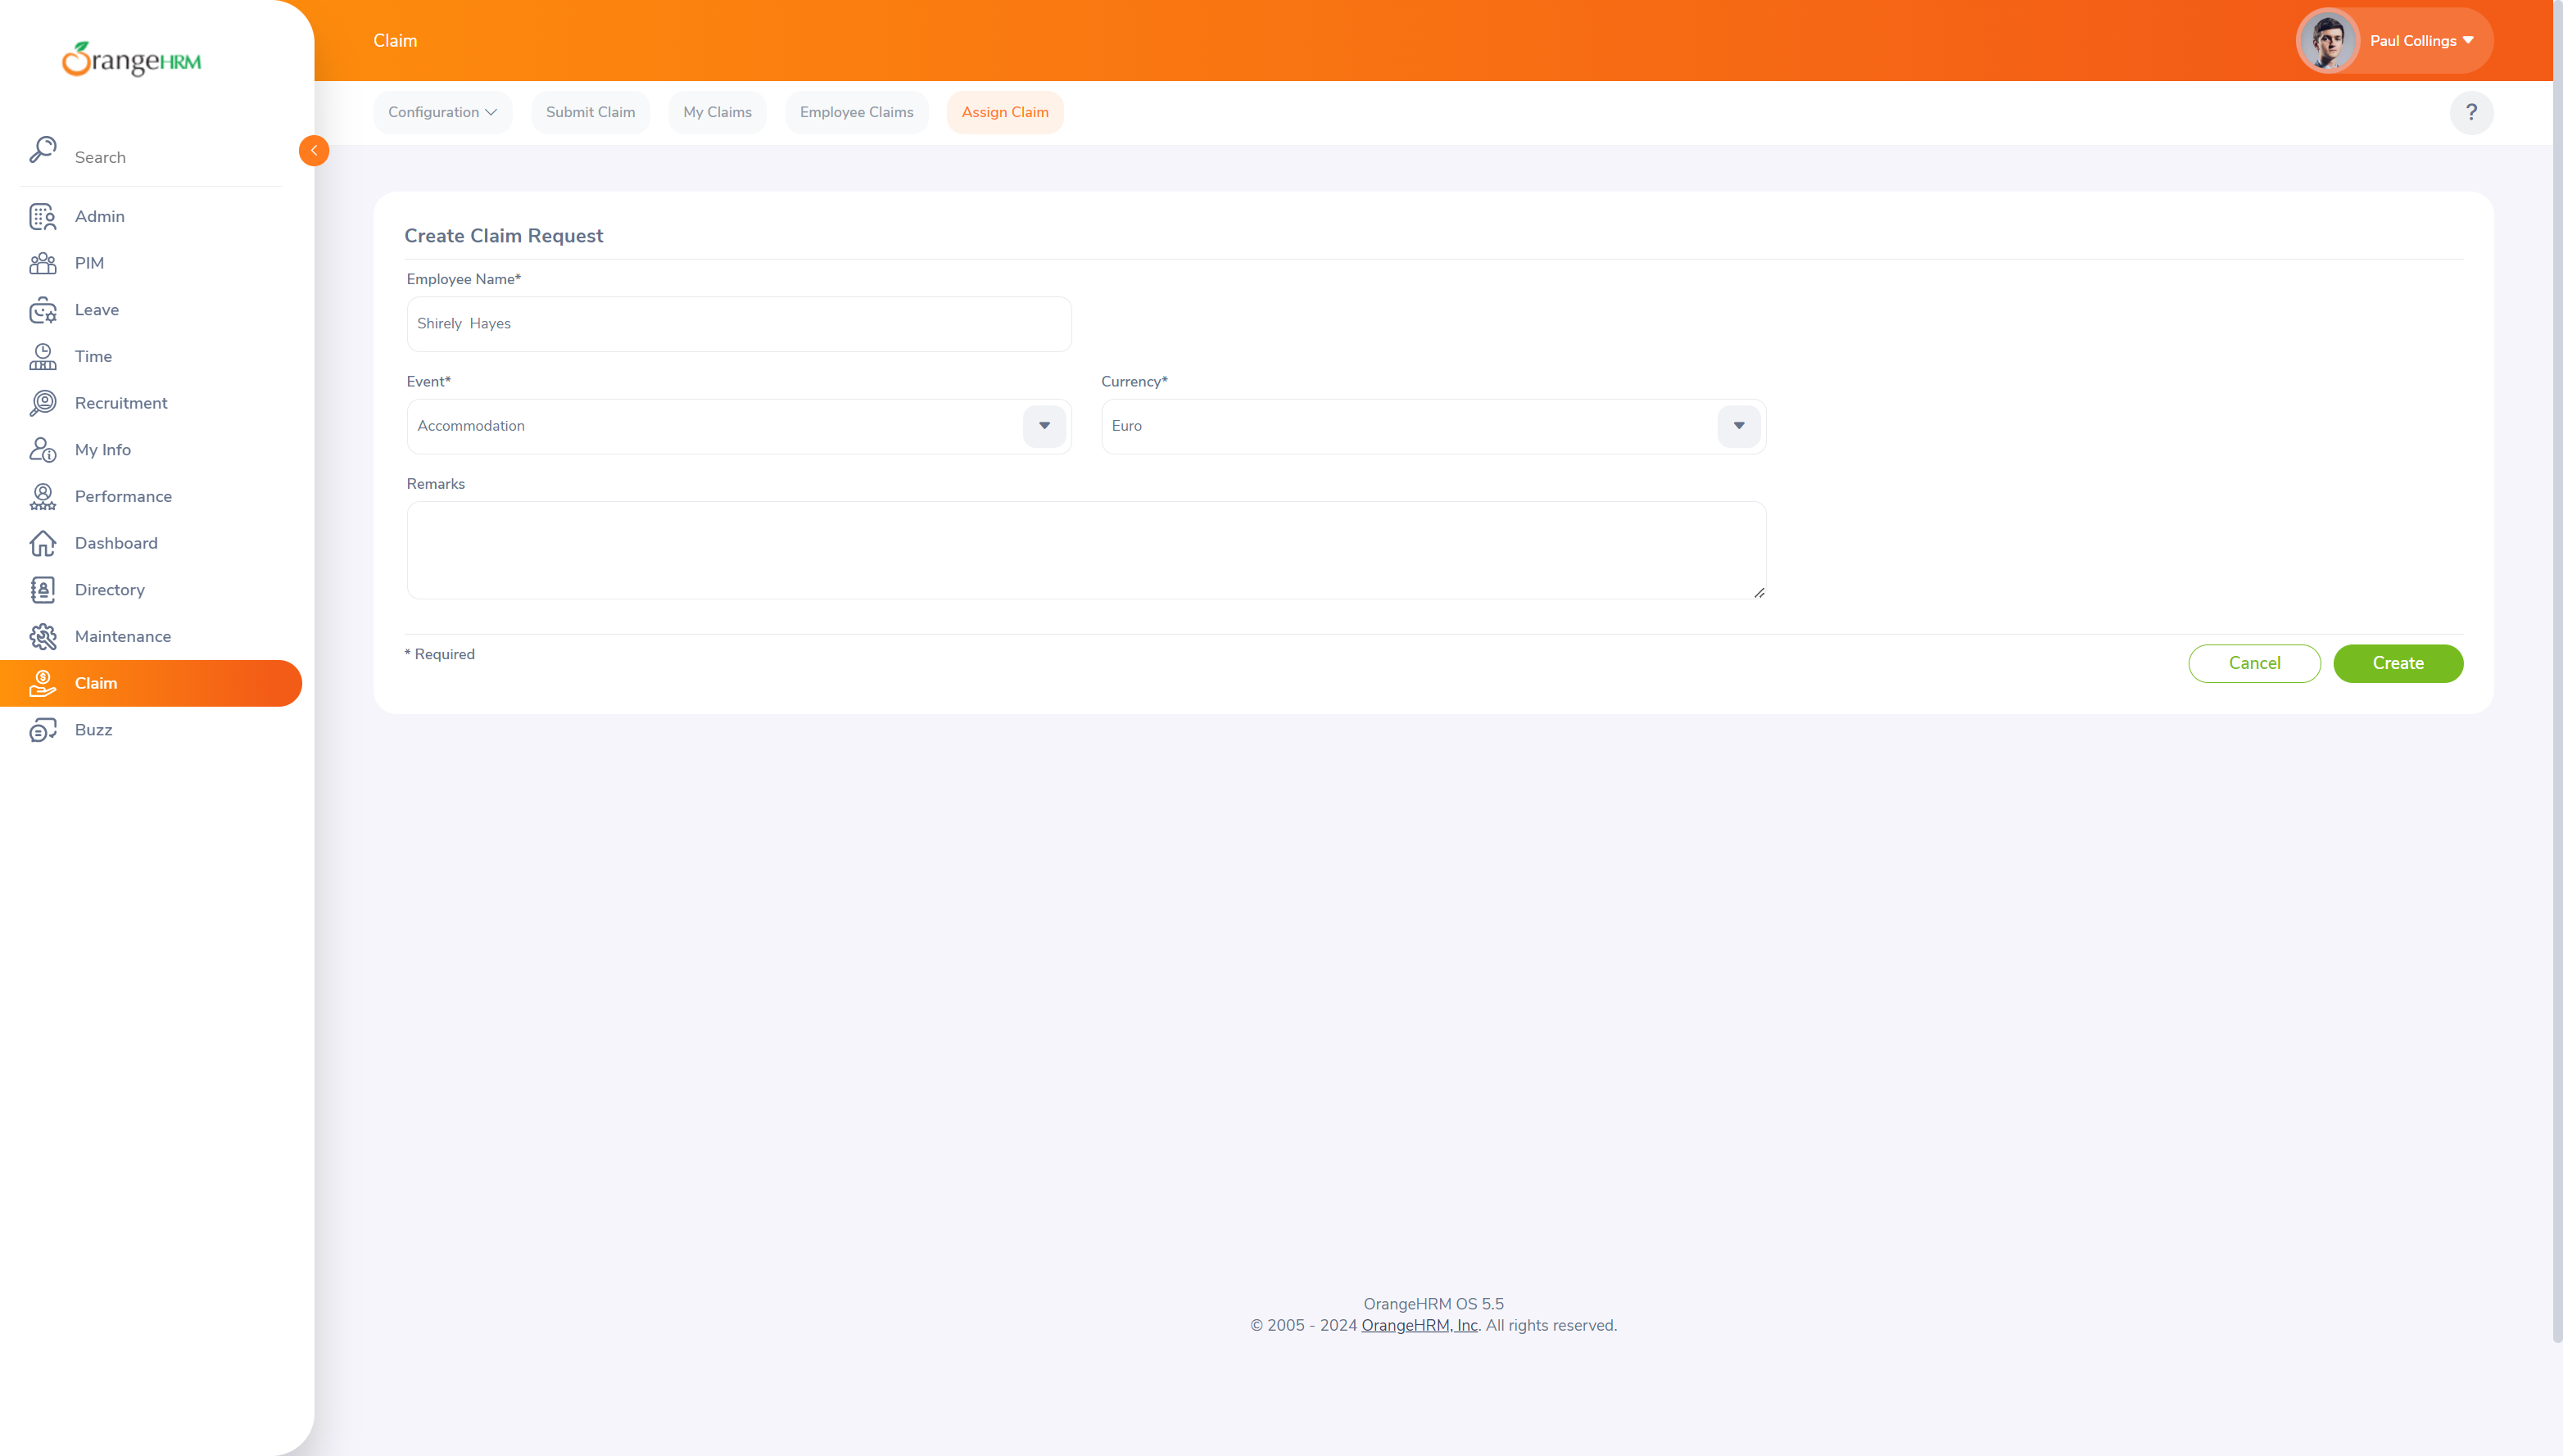 OrangeHRM
Claim
Paul Collings
Configuration
Submit Claim
My Claims
Employee Claims
Assign Claim
?
Search
Admin
PIM
Leave
Time
Recruitment
My Info
Performance
Dashboard
Directory
Maintenance
Claim
Buzz
Create Claim Request
Employee Name*
Shirely  Hayes
Event*
Currency*
Accommodation
Euro
Remarks
* Required
Cancel
Create
OrangeHRM OS 5.5
© 2005 - 2024 OrangeHRM, Inc. All rights reserved.